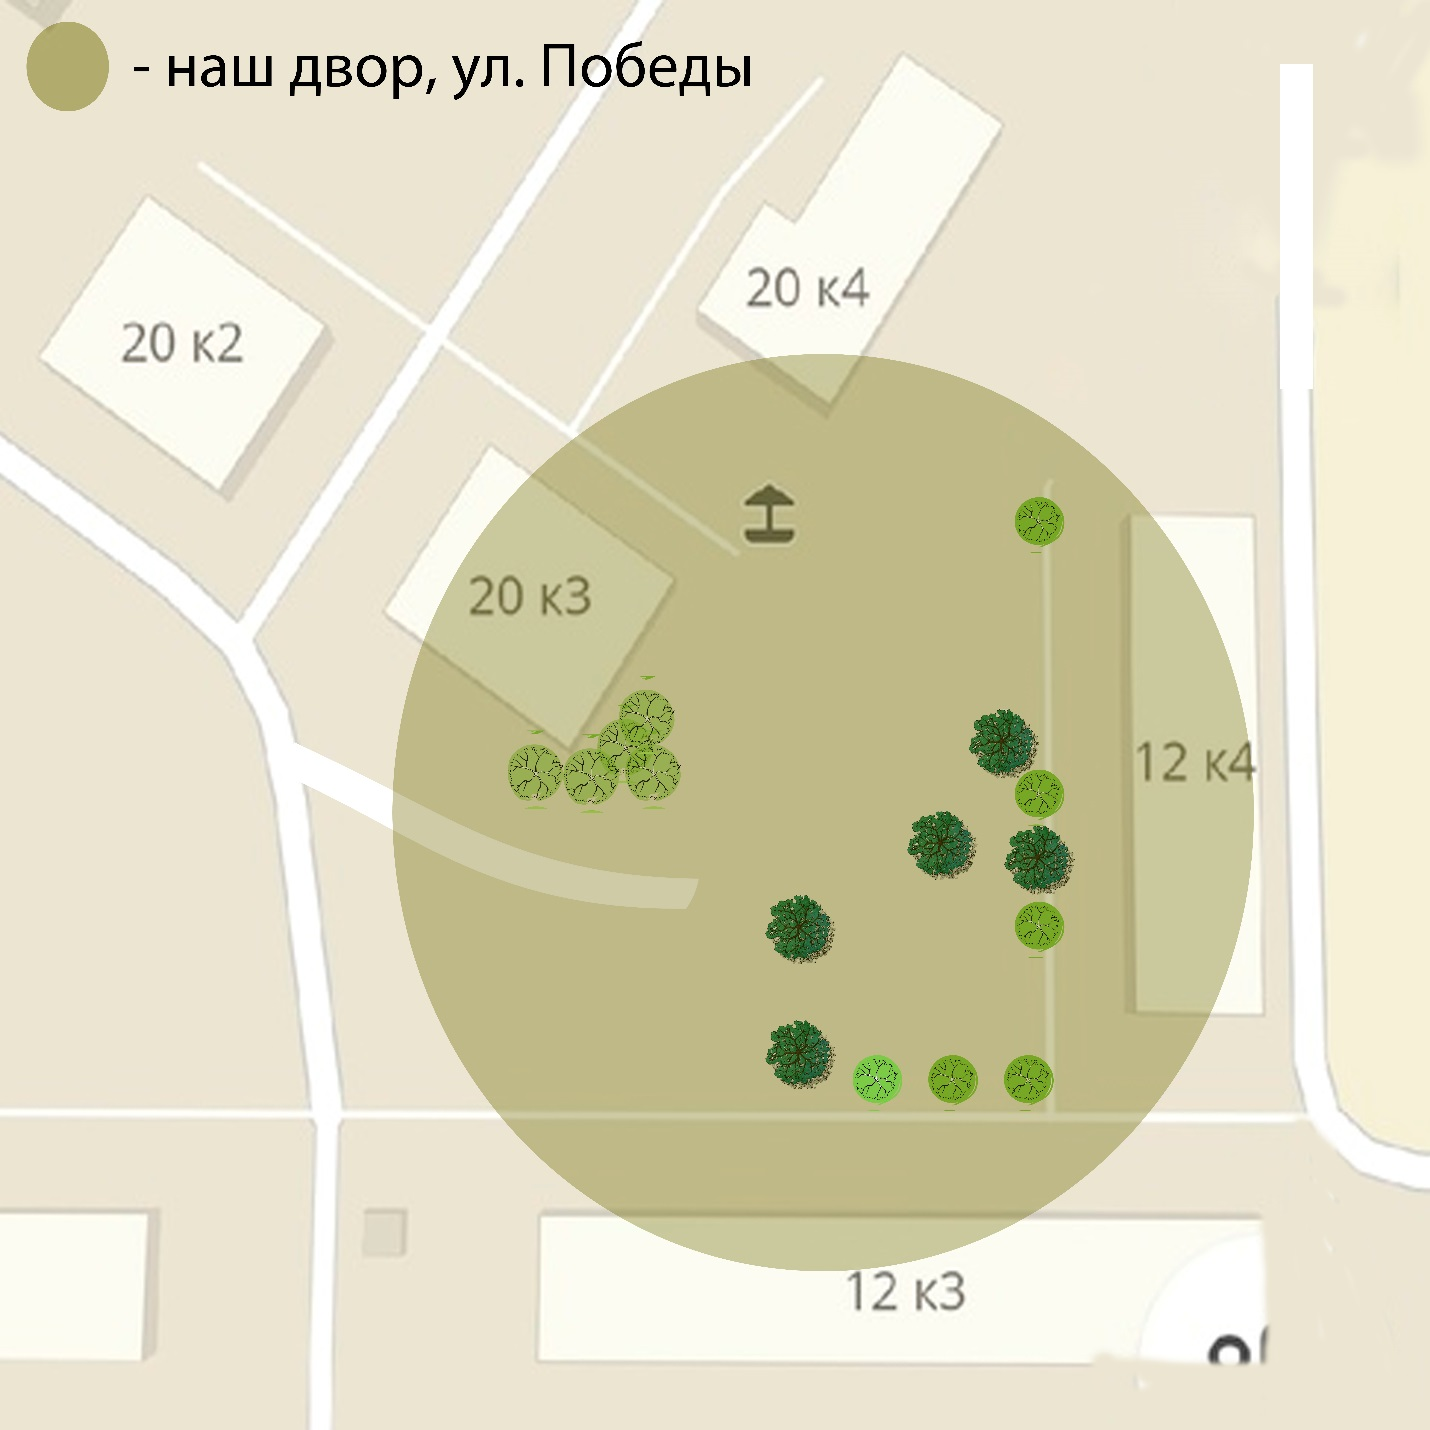 - наш двор, ул. Победы
20 к4
20 к2
20 к3
12 к4
12 к3